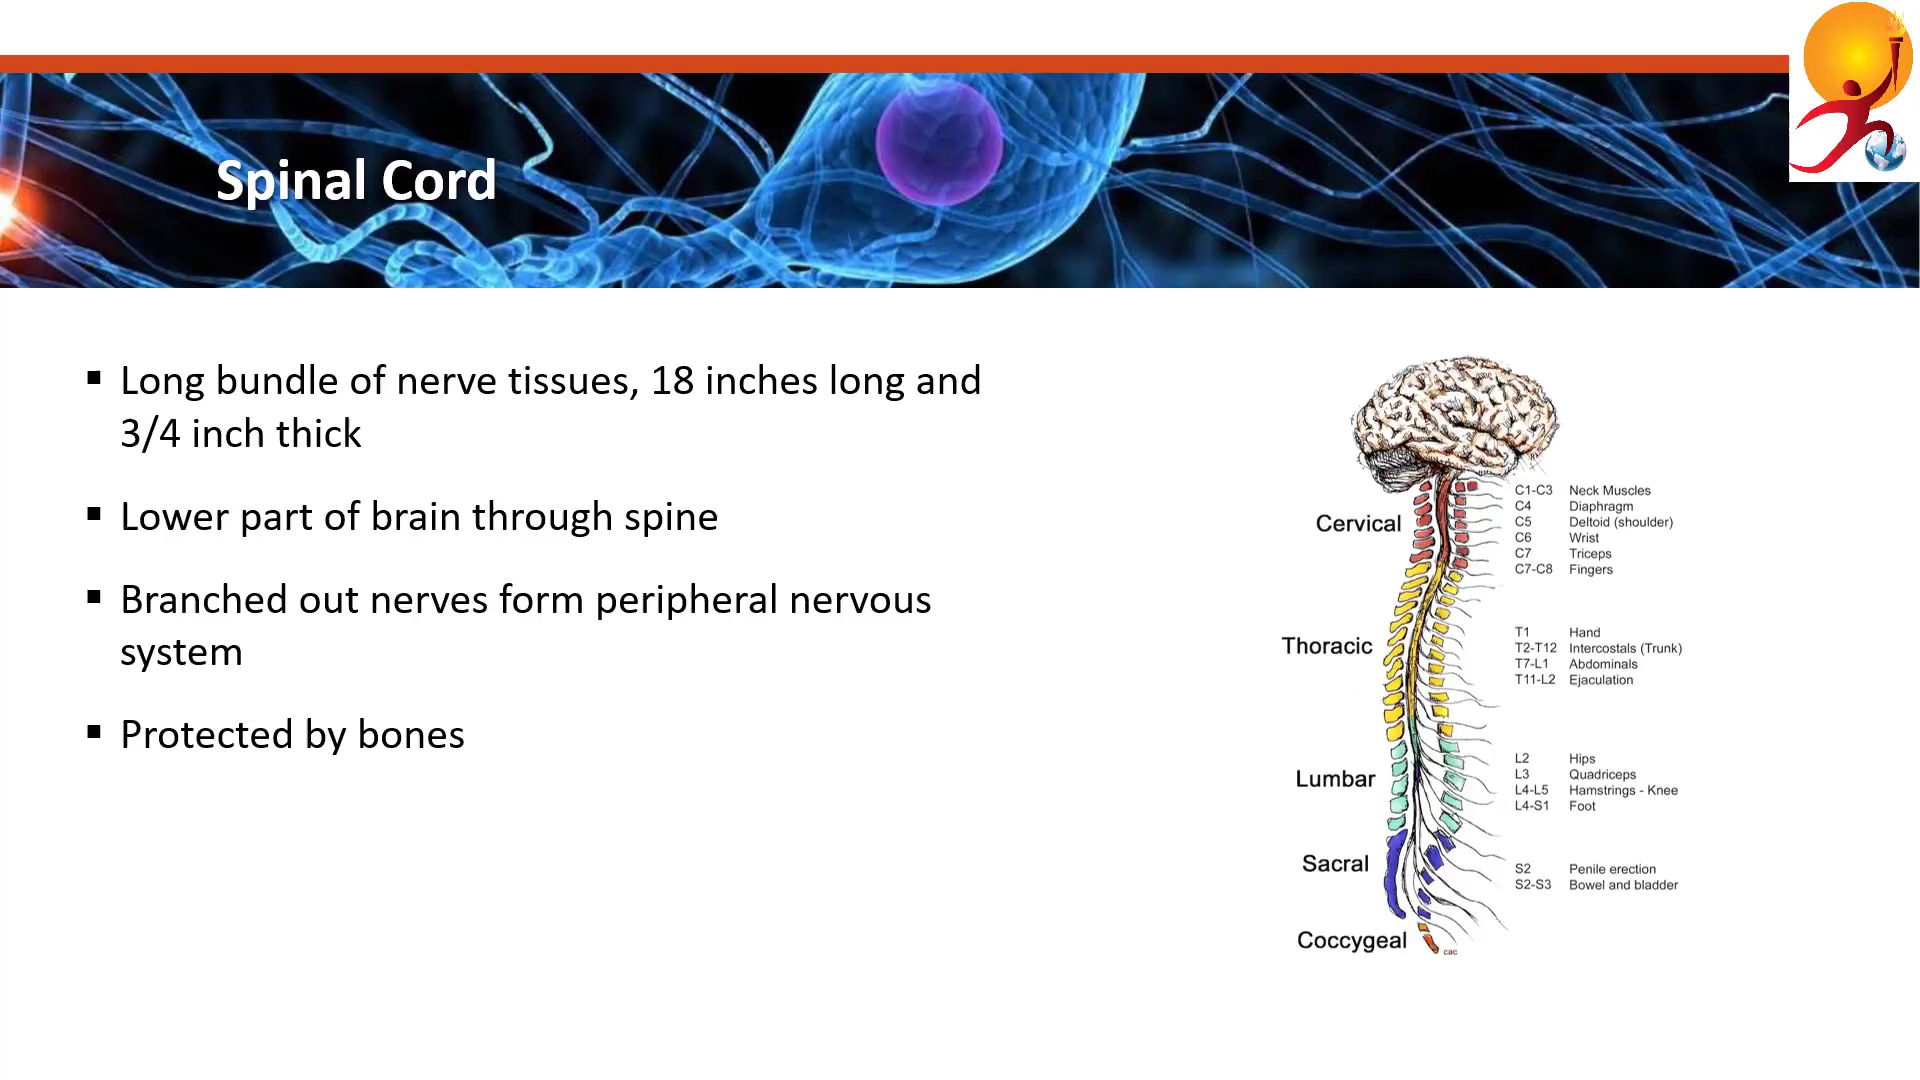 Spinal Cord
▪ Long bundle of nerve tissues, 18 inches long and
3/4 inch thick
▪ Lower part of brain through spine
▪ Branched out nerves form peripheral nervous
system
▪ Protected by bones
Cervical
C1-C3 Neck Muscles
C4 Diaphragm
C5 Deltoid (shoulder)
C6 Wrist
C7 Triceps
C7-C8 Fingers
Thoracic
T1 Hand
T2-T12 Intercostals (Trunk)
T7-L1 Abdominals
T11-L2 Ejaculation
Lumbar
L2 Hips
L3 Quadriceps
L4-L5 Hamstrings - Knee
L4-S1 Foot
Sacral
S2 Penile erection
S2-S3 Bowel and bladder
Coccygeal
cac